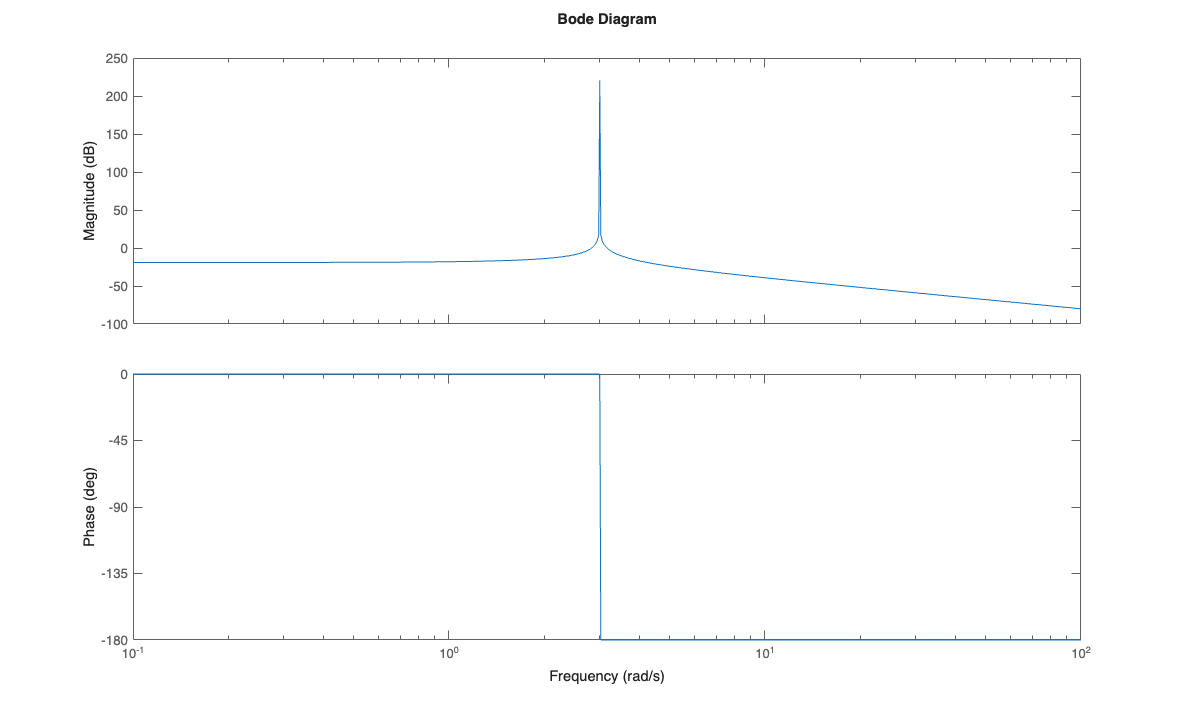 Bode Diagram
Magnitude (dB)
250
200
150
100
50
0
-50
-100
Phase (deg)
0
-45
-90
-135
-180
10⁻¹ 10⁰ 10¹ 10²
Frequency (rad/s)